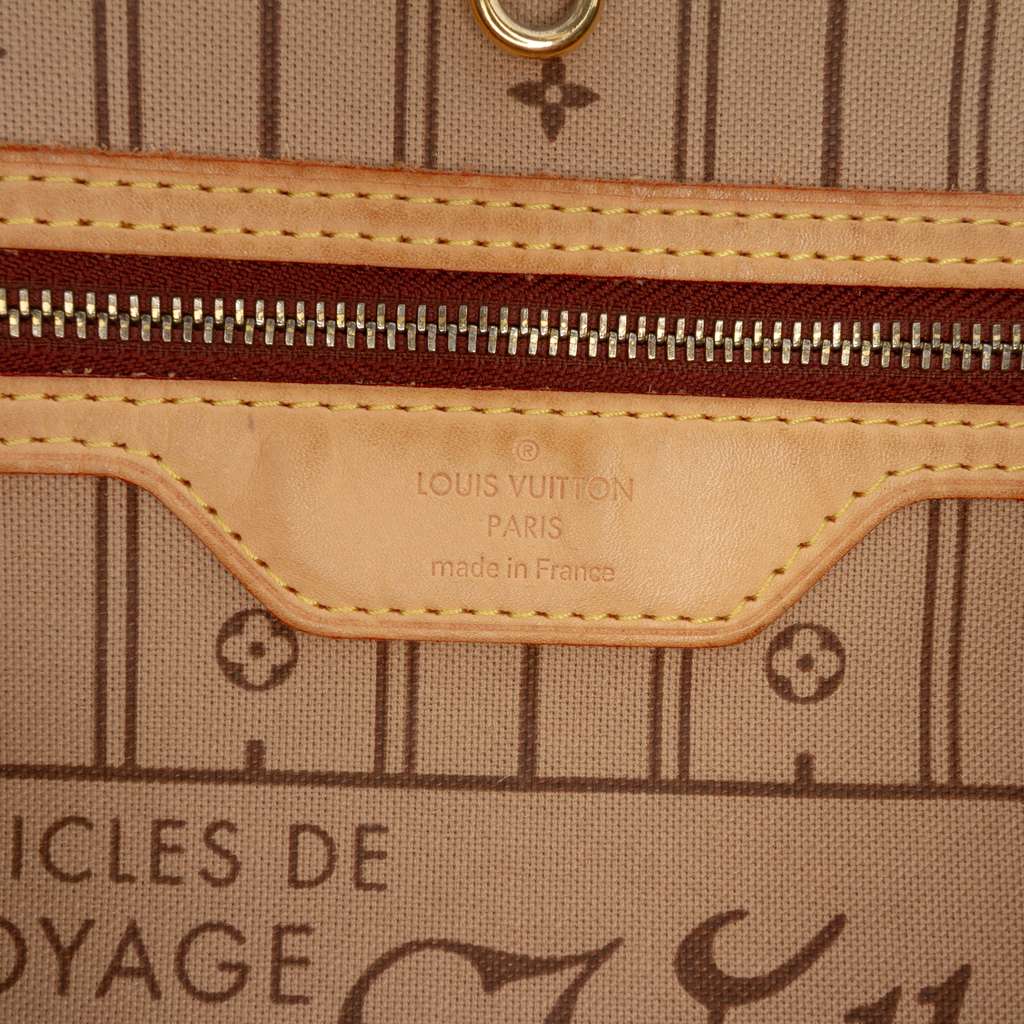 ®
LOUIS VUITTON
PARIS
made in France
ICLES DE
OYAGE